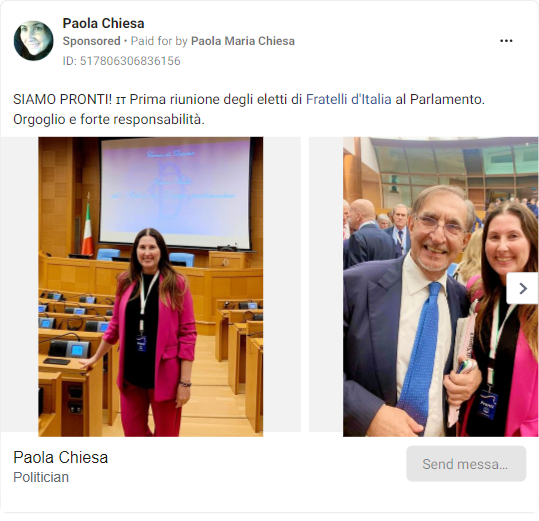 Paola Chiesa
Sponsored • Paid for by Paola Maria Chiesa
ID: 517806306836156
SIAMO PRONTI! IT Prima riunione degli eletti di Fratelli d'Italia al Parlamento.
Orgoglio e forte responsabilità.
Paola Chiesa
Politician
Send messa...